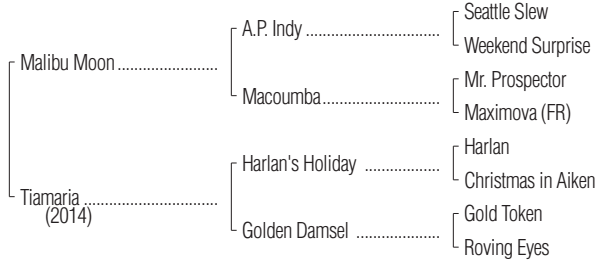 Seattle Slew
A.P. Indy ........................................
Weekend Surprise
Malibu Moon ........................
Mr. Prospector
Macoumba ...................................
Maximova (FR)
Harlan
Harlan's Holiday ......................
Christmas in Aiken
Tiamaria ................................
(2014)
Gold Token
Golden Damsel ........................
Roving Eyes